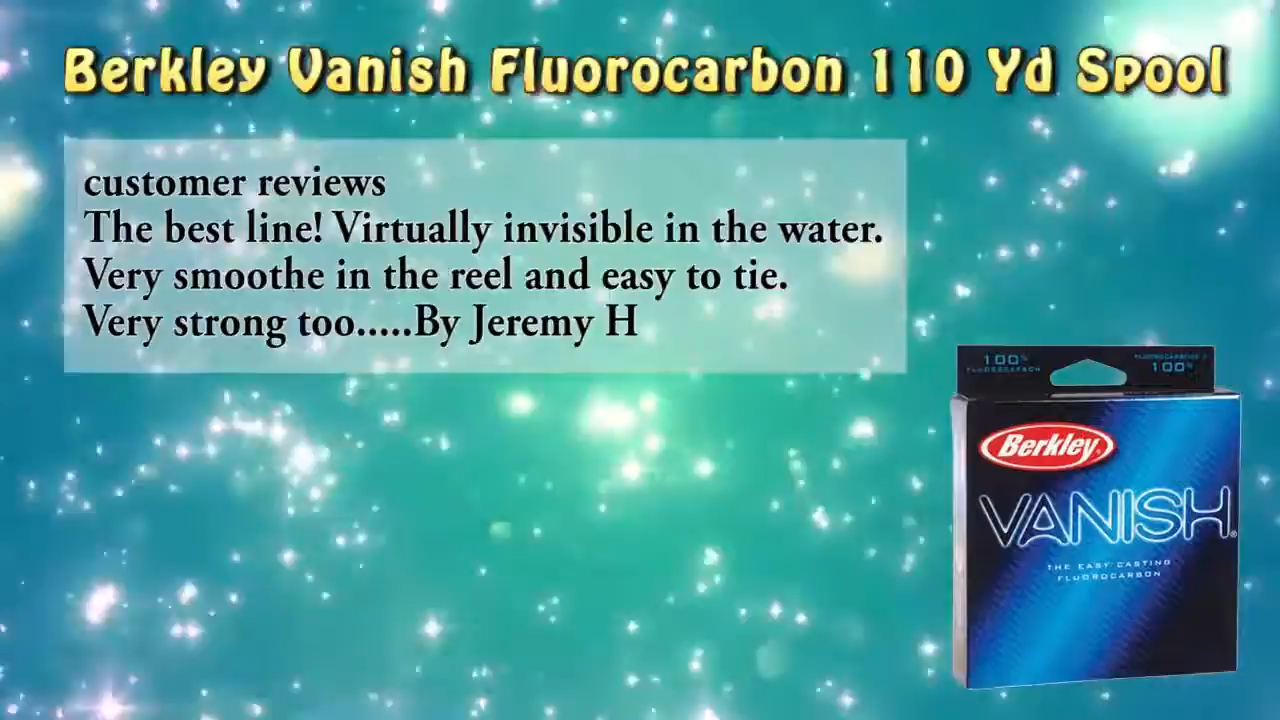 Berkley Vanish Fluorocarbon 110 Yd Spool
customer reviews
The best line! Virtually invisible in the water.
Very smoothe in the reel and easy to tie.
Very strong too.....By Jeremy H
100%
FLUOROCARBON
FLUOROCARBON
100%
Berkley
VANISH®
THE EASY CASTING
FLUOROCARBON